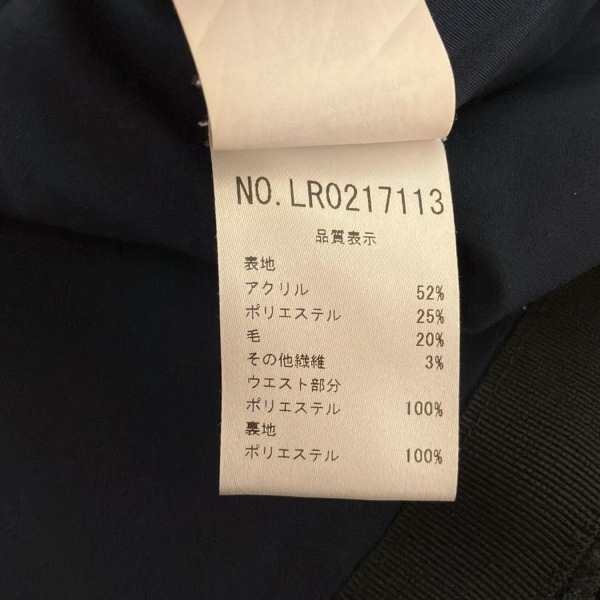 NO.LR0217113
品質表示
表地
アクリル 52%
ポリエステル 25%
毛 20%
その他繊維 3%
ウエスト部分
ポリエステル 100%
裏地
ポリエステル 100%